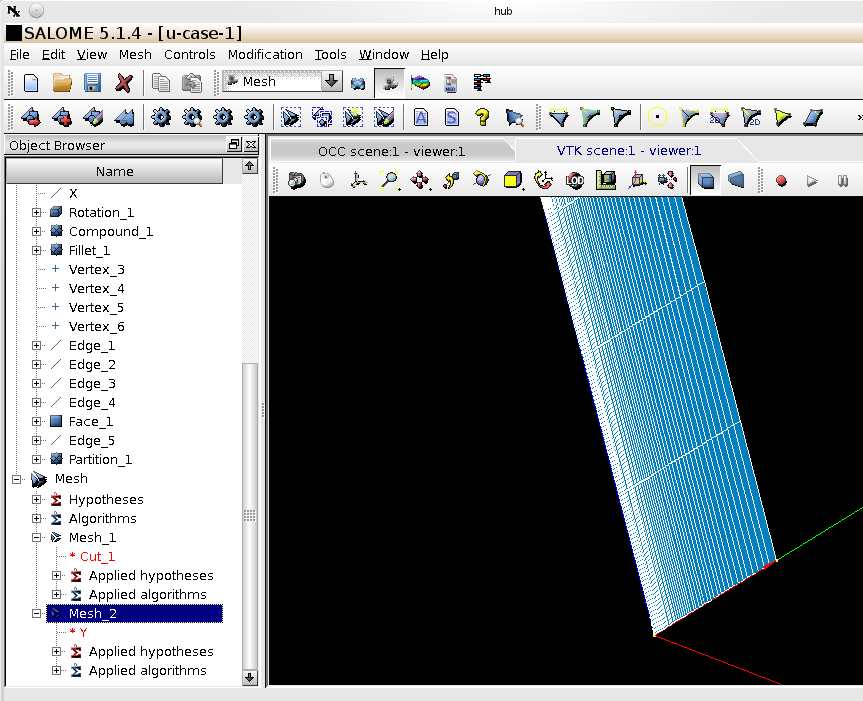 hub
SALOME 5.1.4 - [u-case-1]
File Edit View Mesh Controls Modification Tools Window Help
Mesh
Object Browser
OCC scene:1 - viewer:1 VTK scene:1 - viewer:1
Name
X
Rotation_1
Compound_1
Fillet_1
Vertex_3
Vertex_4
Vertex_5
Vertex_6
Edge_1
Edge_2
Edge_3
Edge_4
Face_1
Edge_5
Partition_1
Mesh
Hypotheses
Algorithms
Mesh_1
* Cut_1
Applied hypotheses
Applied algorithms
Mesh_2
* Y
Applied hypotheses
Applied algorithms